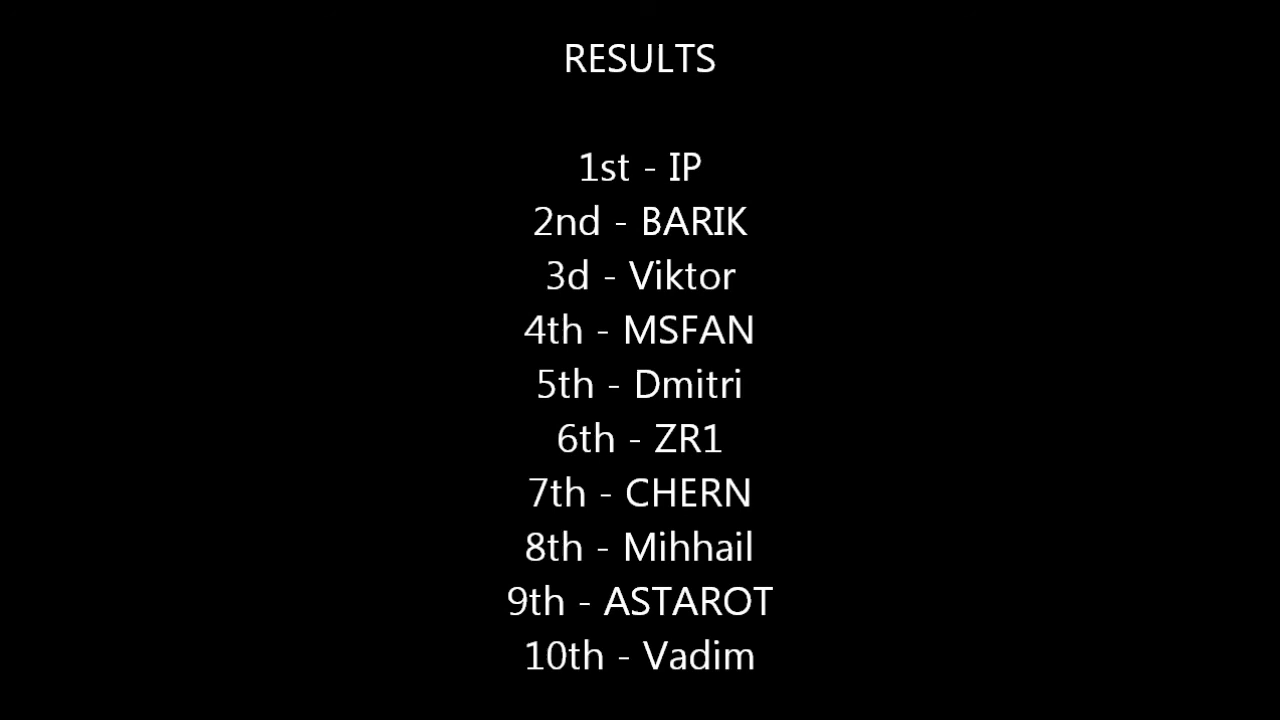 RESULTS
1st - IP
2nd - BARIK
3d - Viktor
4th - MSFAN
5th - Dmitri
6th - ZR1
7th - CHERN
8th - Mihhail
9th - ASTAROT
10th - Vadim